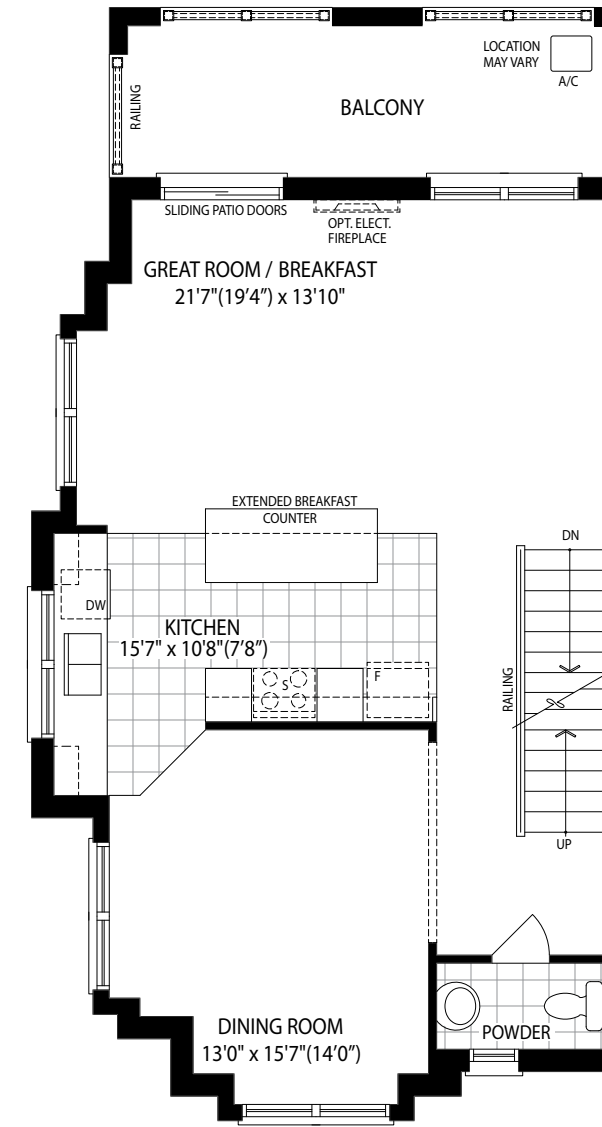 LOCATION
MAY VARY
A/C
RAILING
BALCONY
SLIDING PATIO DOORS
OPT. ELECT.
FIREPLACE
GREAT ROOM / BREAKFAST
21'7"(19'4") x 13'10"
EXTENDED BREAKFAST
COUNTER
DN
DW
KITCHEN
15'7" x 10'8"(7'8")
S
F
RAILING
UP
DINING ROOM
13'0" x 15'7"(14'0")
POWDER